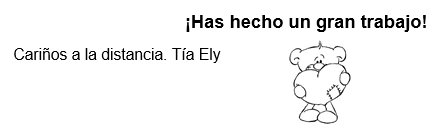 ¡Has hecho un gran trabajo!
Cariños a la distancia. Tía Ely